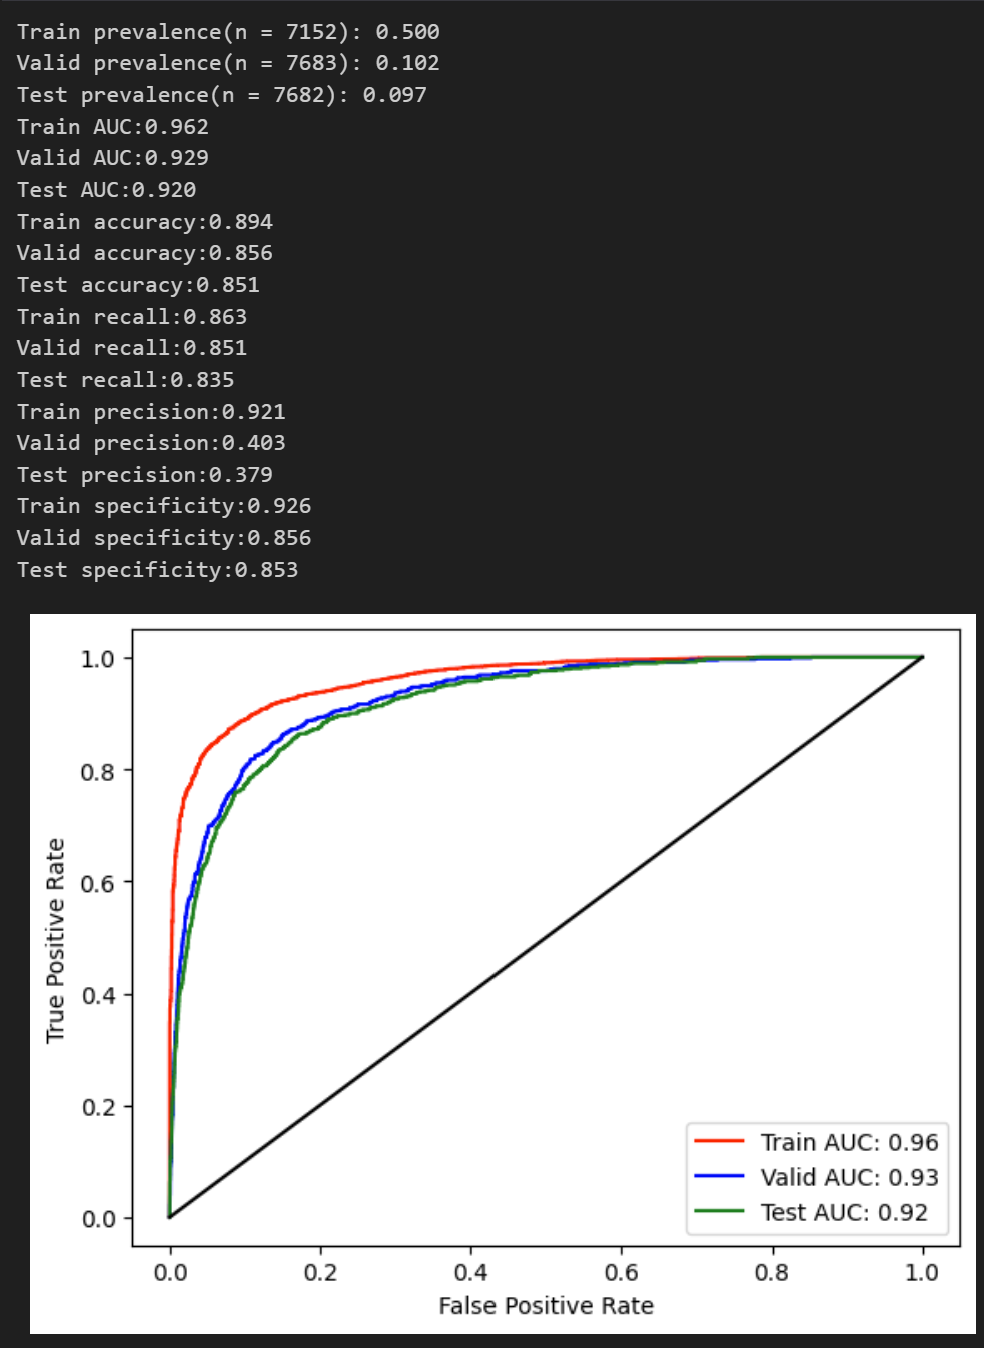 Train prevalence(n = 7152): 0.500
Valid prevalence(n = 7683): 0.102
Test prevalence(n = 7682): 0.097
Train AUC:0.962
Valid AUC:0.929
Test AUC:0.920
Train accuracy:0.894
Valid accuracy:0.856
Test accuracy:0.851
Train recall:0.863
Valid recall:0.851
Test recall:0.835
Train precision:0.921
Valid precision:0.403
Test precision:0.379
Train specificity:0.926
Valid specificity:0.856
Test specificity:0.853
1.0
0.8
0.6
0.4
0.2
0.0
True Positive Rate
Train AUC: 0.96
Valid AUC: 0.93
Test AUC: 0.92
0.0 0.2 0.4 0.6 0.8 1.0
False Positive Rate